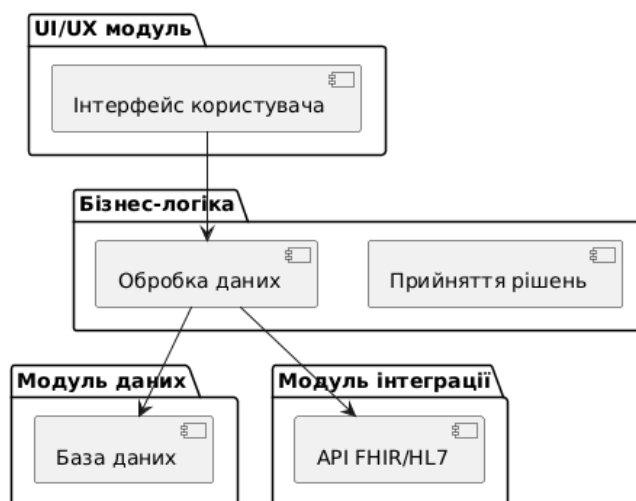 UI/UX модуль
Інтерфейс користувача
Бізнес-логіка
Обробка даних
Прийняття рішень
Модуль даних
Модуль інтеграції
База даних
API FHIR/HL7